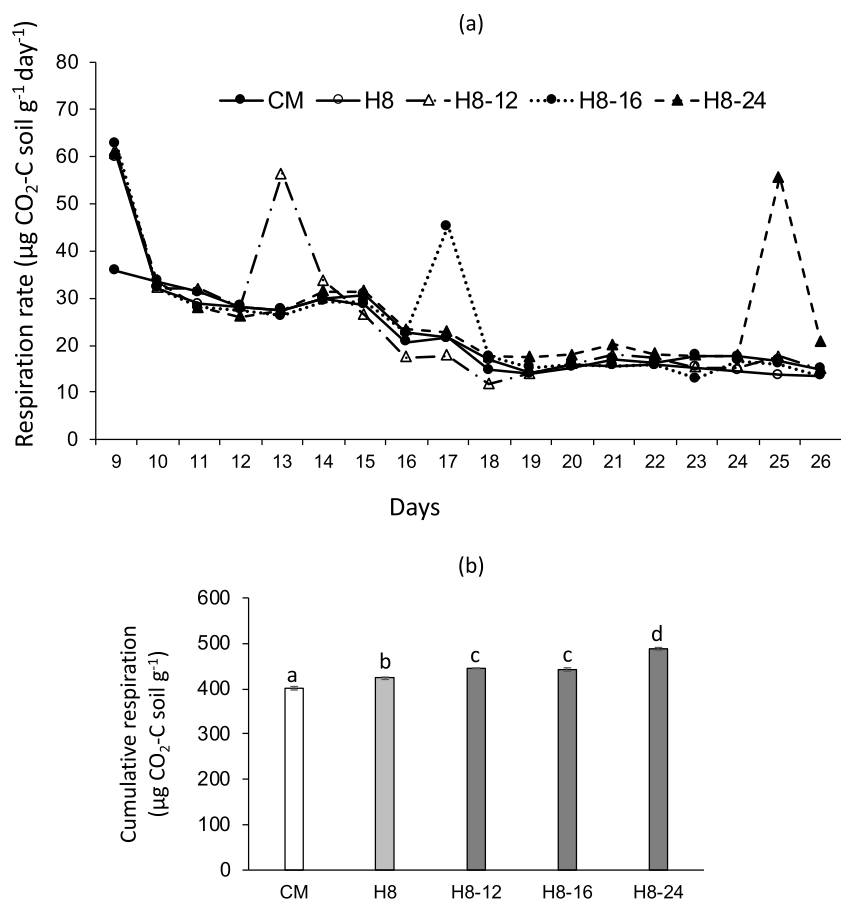 (a)
80
70
60
50
40
30
20
10
0
Respiration rate (µg CO₂-C soil g⁻¹ day⁻¹)
CM H8 H8-12 H8-16 H8-24
9 10 11 12 13 14 15 16 17 18 19 20 21 22 23 24 25 26
Days
(b)
600
500
400
300
200
100
0
Cumulative respiration
(µg CO₂-C soil g⁻¹)
a b c c d
CM H8 H8-12 H8-16 H8-24